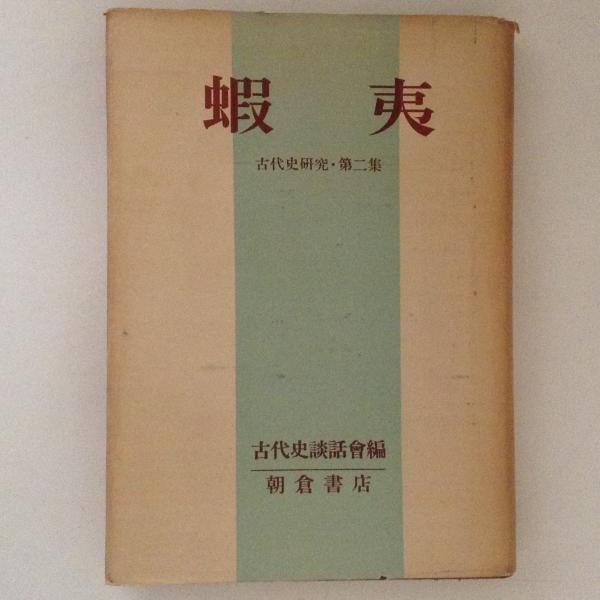 蝦夷
古代史研究・第二集
古代史談話會編
朝倉書店